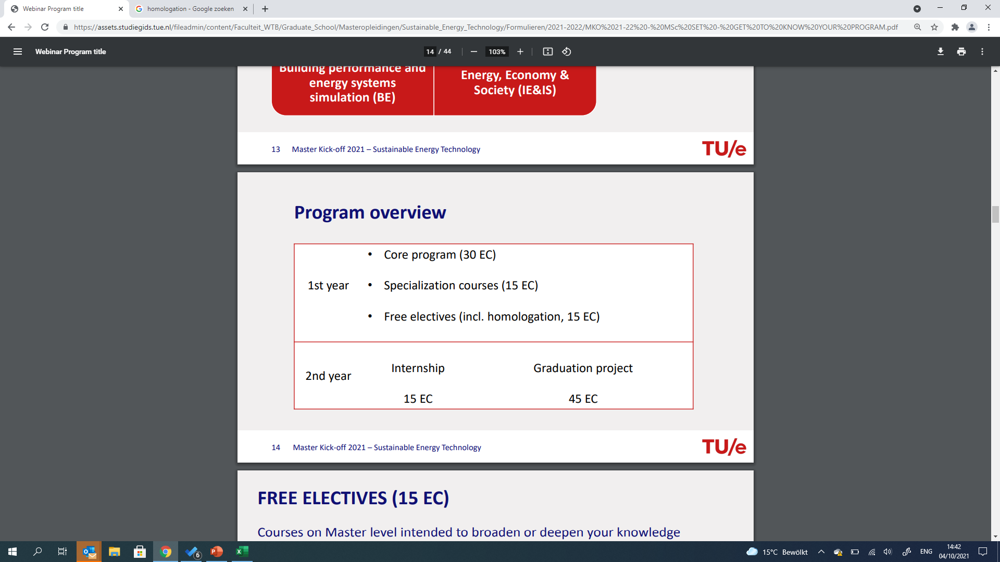 Webinar Program title
homologation - Google zoeken
https://assets.studiegids.tue.nl/fileadmin/content/Faculteit_WTB/Graduate_School/Masteropleidingen/Sustainable_Energy_Technology/Formulieren/2021-2022/MKO%2021-22%20-%20MSc%20SET%20-%20GET%20TO%20KNOW%20YOUR%20PROGRAM.pdf
Webinar Program title
14 / 44
103%
Building performance and
energy systems
simulation (BE)
Energy, Economy &
Society (IE&IS)
13 Master Kick-off 2021 – Sustainable Energy Technology
TU/e
Program overview
1st year
• Core program (30 EC)
• Specialization courses (15 EC)
• Free electives (incl. homologation, 15 EC)
2nd year
Internship
15 EC
Graduation project
45 EC
14 Master Kick-off 2021 – Sustainable Energy Technology
TU/e
FREE ELECTIVES (15 EC)
Courses on Master level intended to broaden or deepen your knowledge
6
15°C Bewölkt
ENG
14:42
04/10/2021